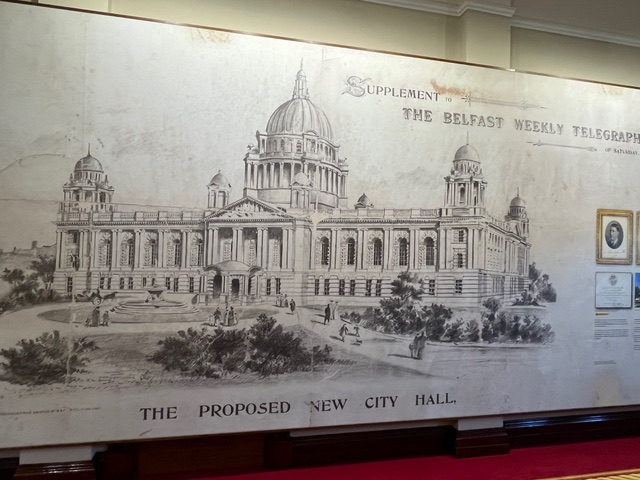 SUPPLEMENT TO
THE BELFAST WEEKLY TELEGRAPH
OF SATURDAY,
THE PROPOSED NEW CITY HALL,